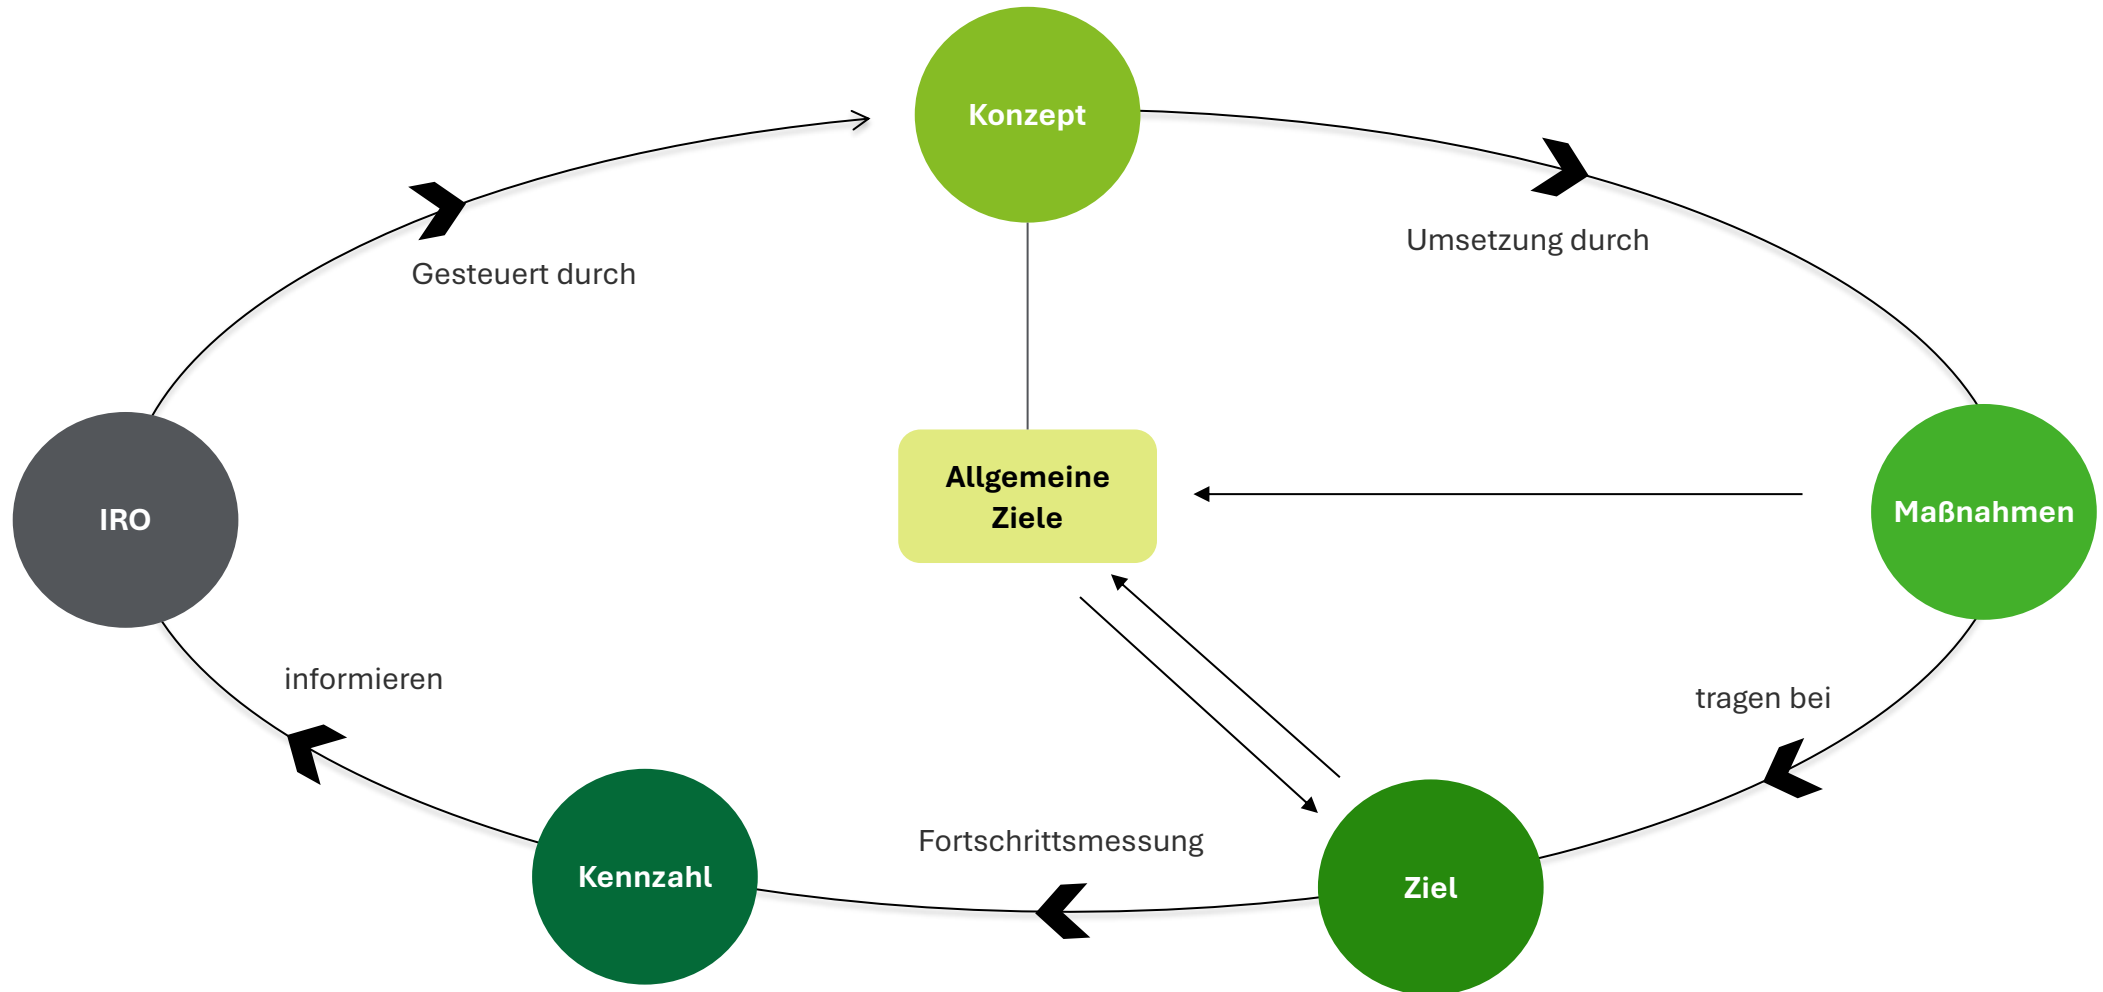 Konzept
Umsetzung durch
Gesteuert durch
Allgemeine
Ziele
Maßnahmen
IRO
informieren
tragen bei
Fortschrittsmessung
Kennzahl
Ziel